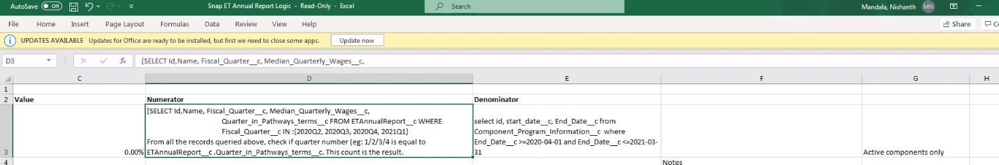 AutoSave Off Snap ET Annual Report Logic - Read-Only - Excel Search Mandala, Nishanth MN
File Home Insert Page Layout Formulas Data Review View Help Share
UPDATES AVAILABLE Updates for Office are ready to be installed, but first we need to close some apps. Update now
D3 fx [SELECT Id,Name, Fiscal_Quarter__c, Median_Quarterly_Wages__c,
C D E F G H
1
2 Value Numerator Denominator
[SELECT Id,Name, Fiscal_Quarter__c, Median_Quarterly_Wages__c,
Quarter_in_Pathways_terms__c FROM ETAnnualReport__c WHERE
Fiscal_Quarter__c IN :{2020Q2, 2020Q3, 2020Q4, 2021Q1}
From all the records queried above, check if quarter number (eg: 1/2/3/4 is equal to
ETAnnualReport__c.Quarter_in_Pathways_terms__c. This count is the result.
select id, start_date__c, End_Date__c from
Component_Program_Information__c where
End_Date__c >=2020-04-01 and End_Date__c <=2021-03-
31
3 0.00% Active components only
4 Notes